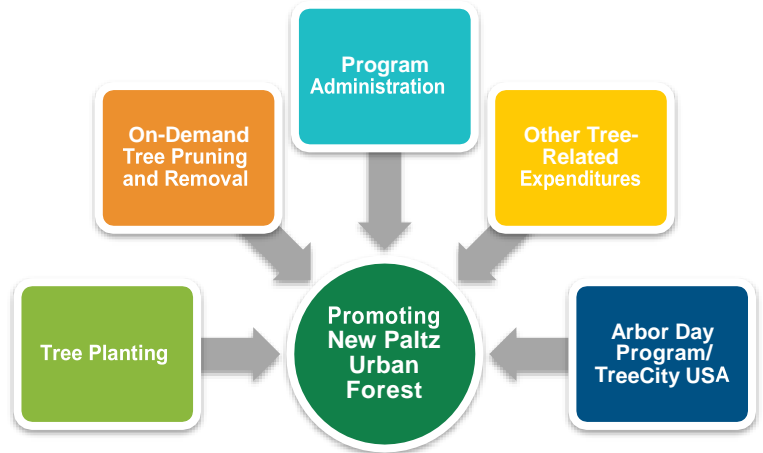 Program
Administration
On-Demand
Tree Pruning
and Removal
Other Tree-
Related
Expenditures
Tree Planting
Promoting
New Paltz
Urban
Forest
Arbor Day
Program/
TreeCity USA